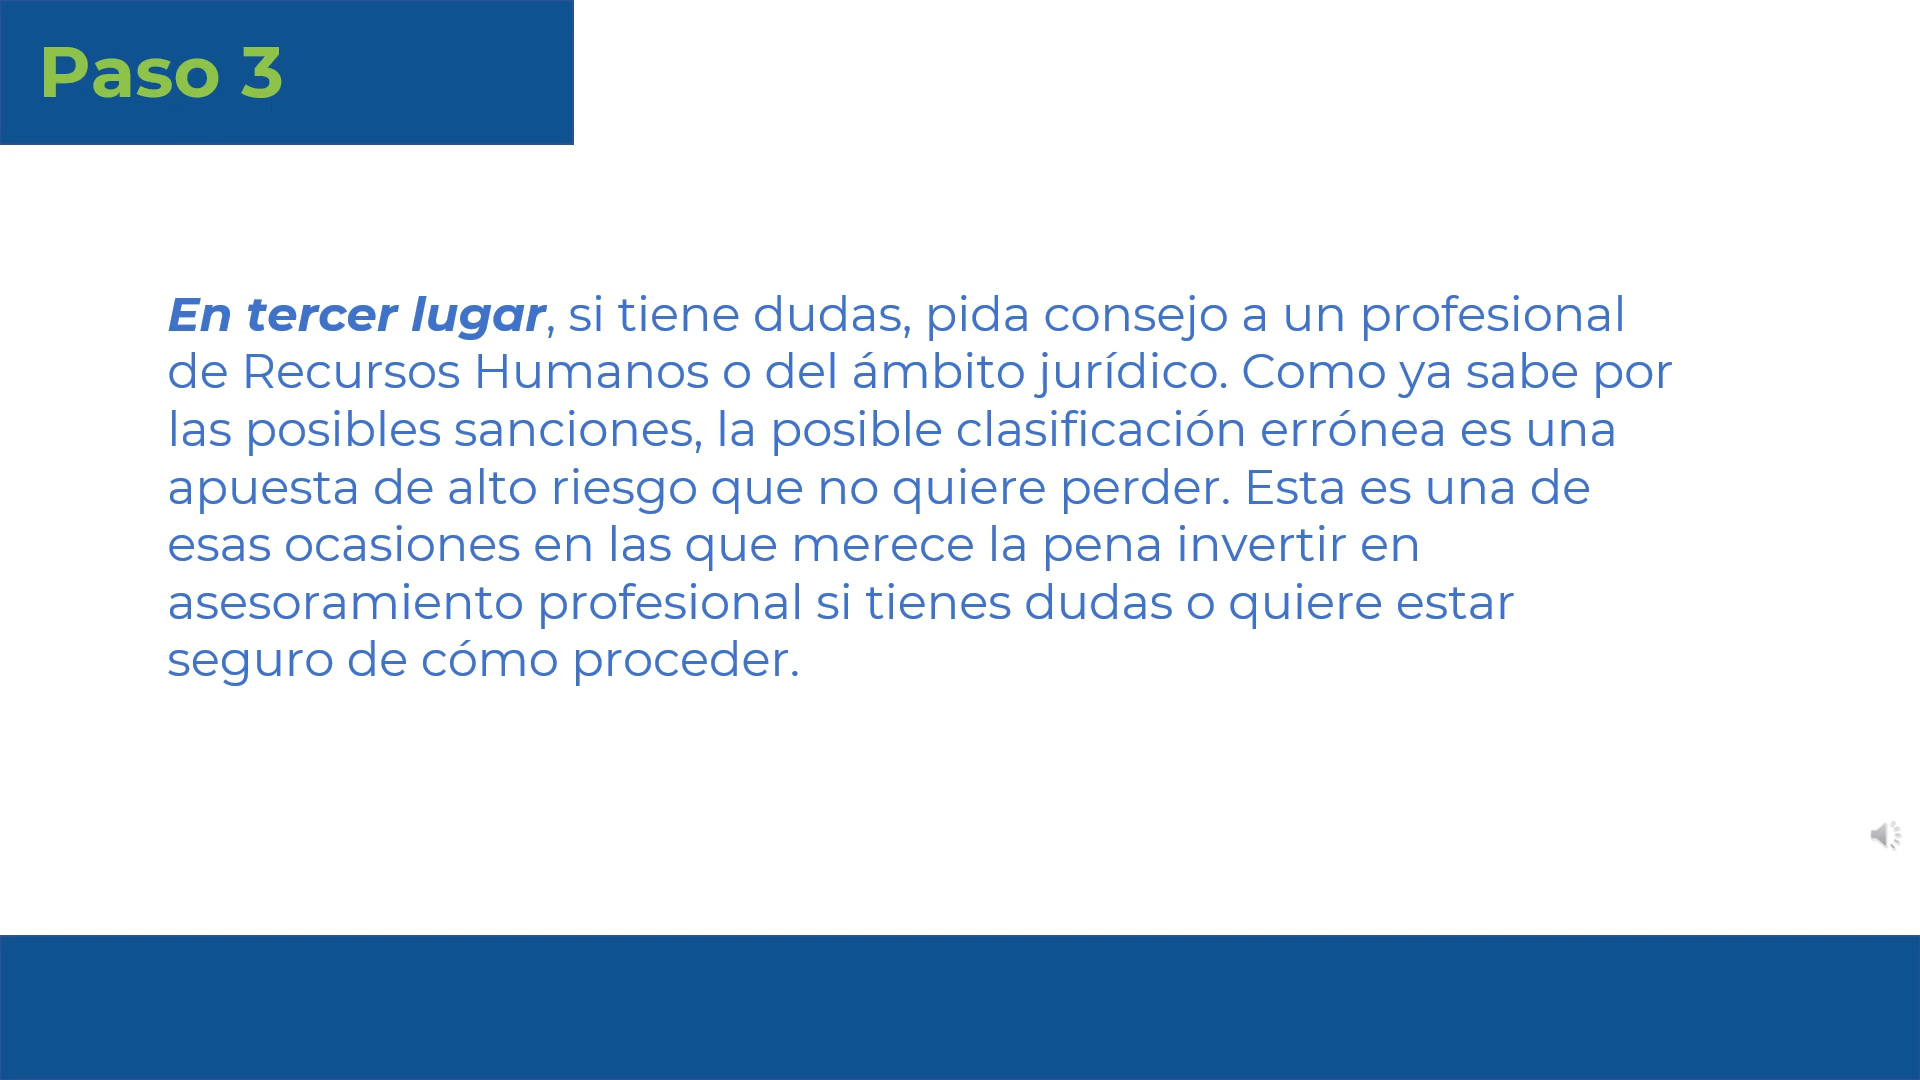 Paso 3
En tercer lugar, si tiene dudas, pida consejo a un profesional
de Recursos Humanos o del ámbito jurídico. Como ya sabe por
las posibles sanciones, la posible clasificación errónea es una
apuesta de alto riesgo que no quiere perder. Esta es una de
esas ocasiones en las que merece la pena invertir en
asesoramiento profesional si tienes dudas o quiere estar
seguro de cómo proceder.